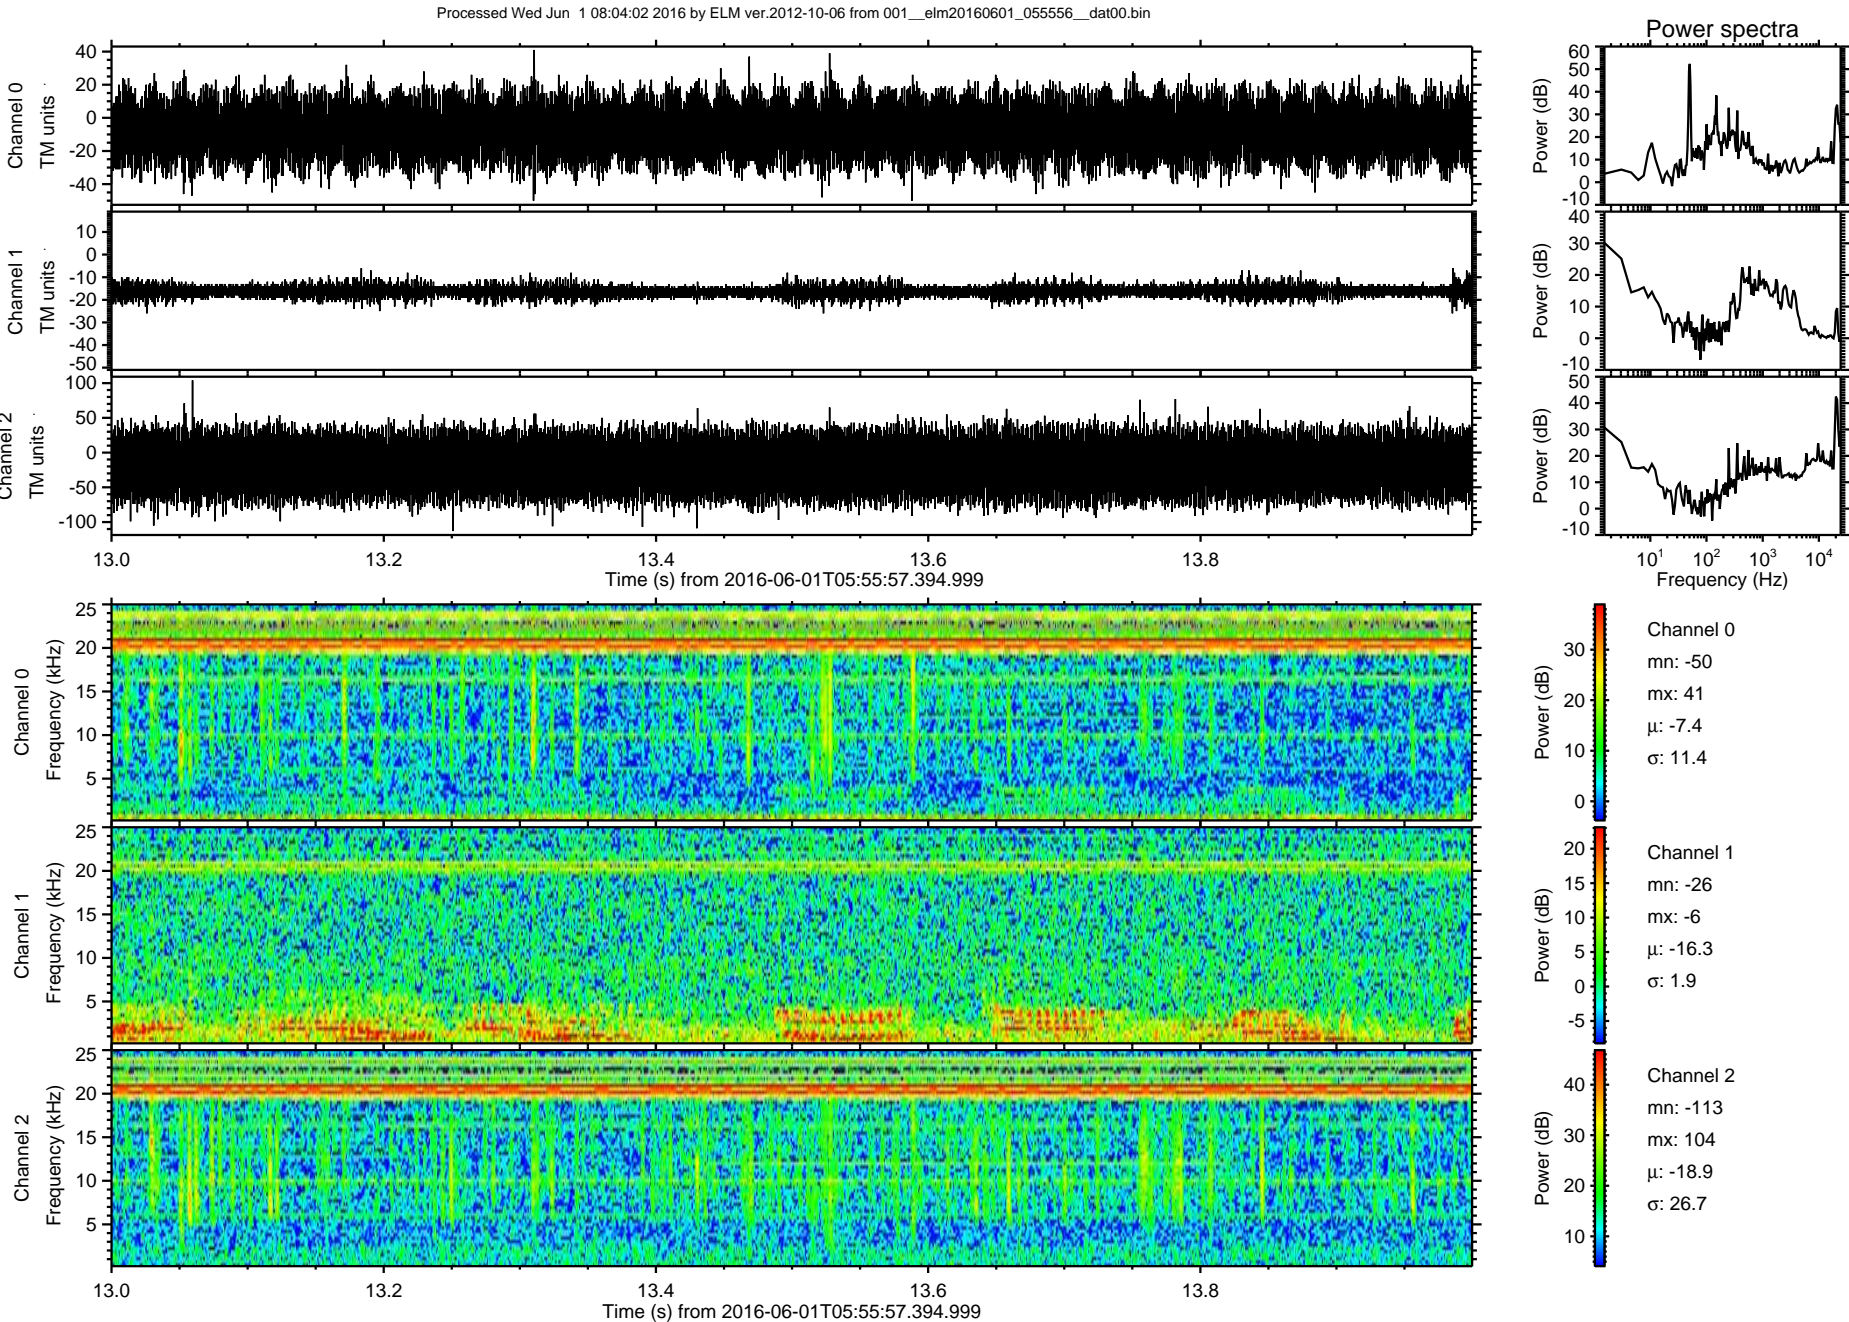 Processed Wed Jun  1 08:04:02 2016 by ELM ver.2012-10-06 from 001__elm20160601_055556__dat00.bin
Power spectra
Channel 0
TM units
40
20
0
-20
-40
Power (dB)
60
50
40
30
20
10
0
-10
Channel 1
TM units
10
0
-10
-20
-30
-40
-50
Power (dB)
40
30
20
10
0
-10
Channel 2
TM units
100
50
0
-50
-100
Power (dB)
50
40
30
20
10
0
-10
13.0 13.2 13.4 13.6 13.8
Time (s) from 2016-06-01T05:55:57.394.999
10¹ 10² 10³ 10⁴
Frequency (Hz)
Channel 0
Frequency (kHz)
25
20
15
10
5
Power (dB)
30
20
10
0
Channel 0
mn: -50
mx: 41
μ: -7.4
σ: 11.4
Channel 1
Frequency (kHz)
25
20
15
10
5
Power (dB)
20
15
10
5
0
-5
Channel 1
mn: -26
mx: -6
μ: -16.3
σ: 1.9
Channel 2
Frequency (kHz)
25
20
15
10
5
Power (dB)
40
30
20
10
Channel 2
mn: -113
mx: 104
μ: -18.9
σ: 26.7
13.0 13.2 13.4 13.6 13.8
Time (s) from 2016-06-01T05:55:57.394.999